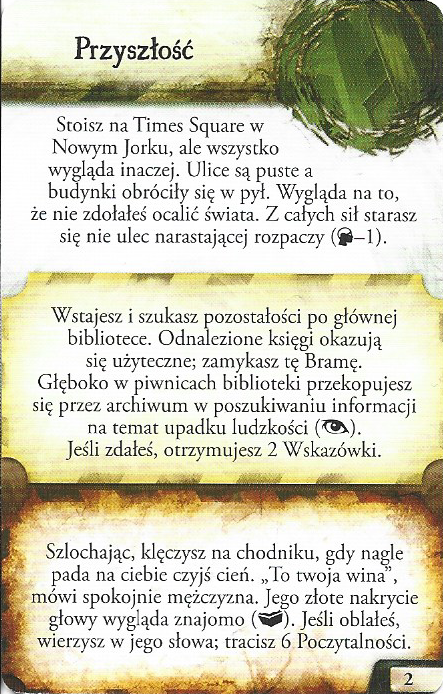 Przyszłość
Stoisz na Times Square w
Nowym Jorku, ale wszystko
wygląda inaczej. Ulice są puste a
budynki obróciły się w pył. Wygląda na to,
że nie zdołałeś ocalić świata. Z całych sił starasz
się nie ulec narastającej rozpaczy (–1).
Wstajesz i szukasz pozostałości po głównej
bibliotece. Odnalezione księgi okazują
się użyteczne; zamykasz tę Bramę.
Głęboko w piwnicach biblioteki przekopujesz
się przez archiwum w poszukiwaniu informacji
na temat upadku ludzkości ().
Jeśli zdałeś, otrzymujesz 2 Wskazówki.
Szlochając, klęczysz na chodniku, gdy nagle
pada na ciebie czyjś cień. „To twoja wina”,
mówi spokojnie mężczyzna. Jego złote nakrycie
głowy wygląda znajomo (). Jeśli oblałeś,
wierzysz w jego słowa; tracisz 6 Poczytalności.
2